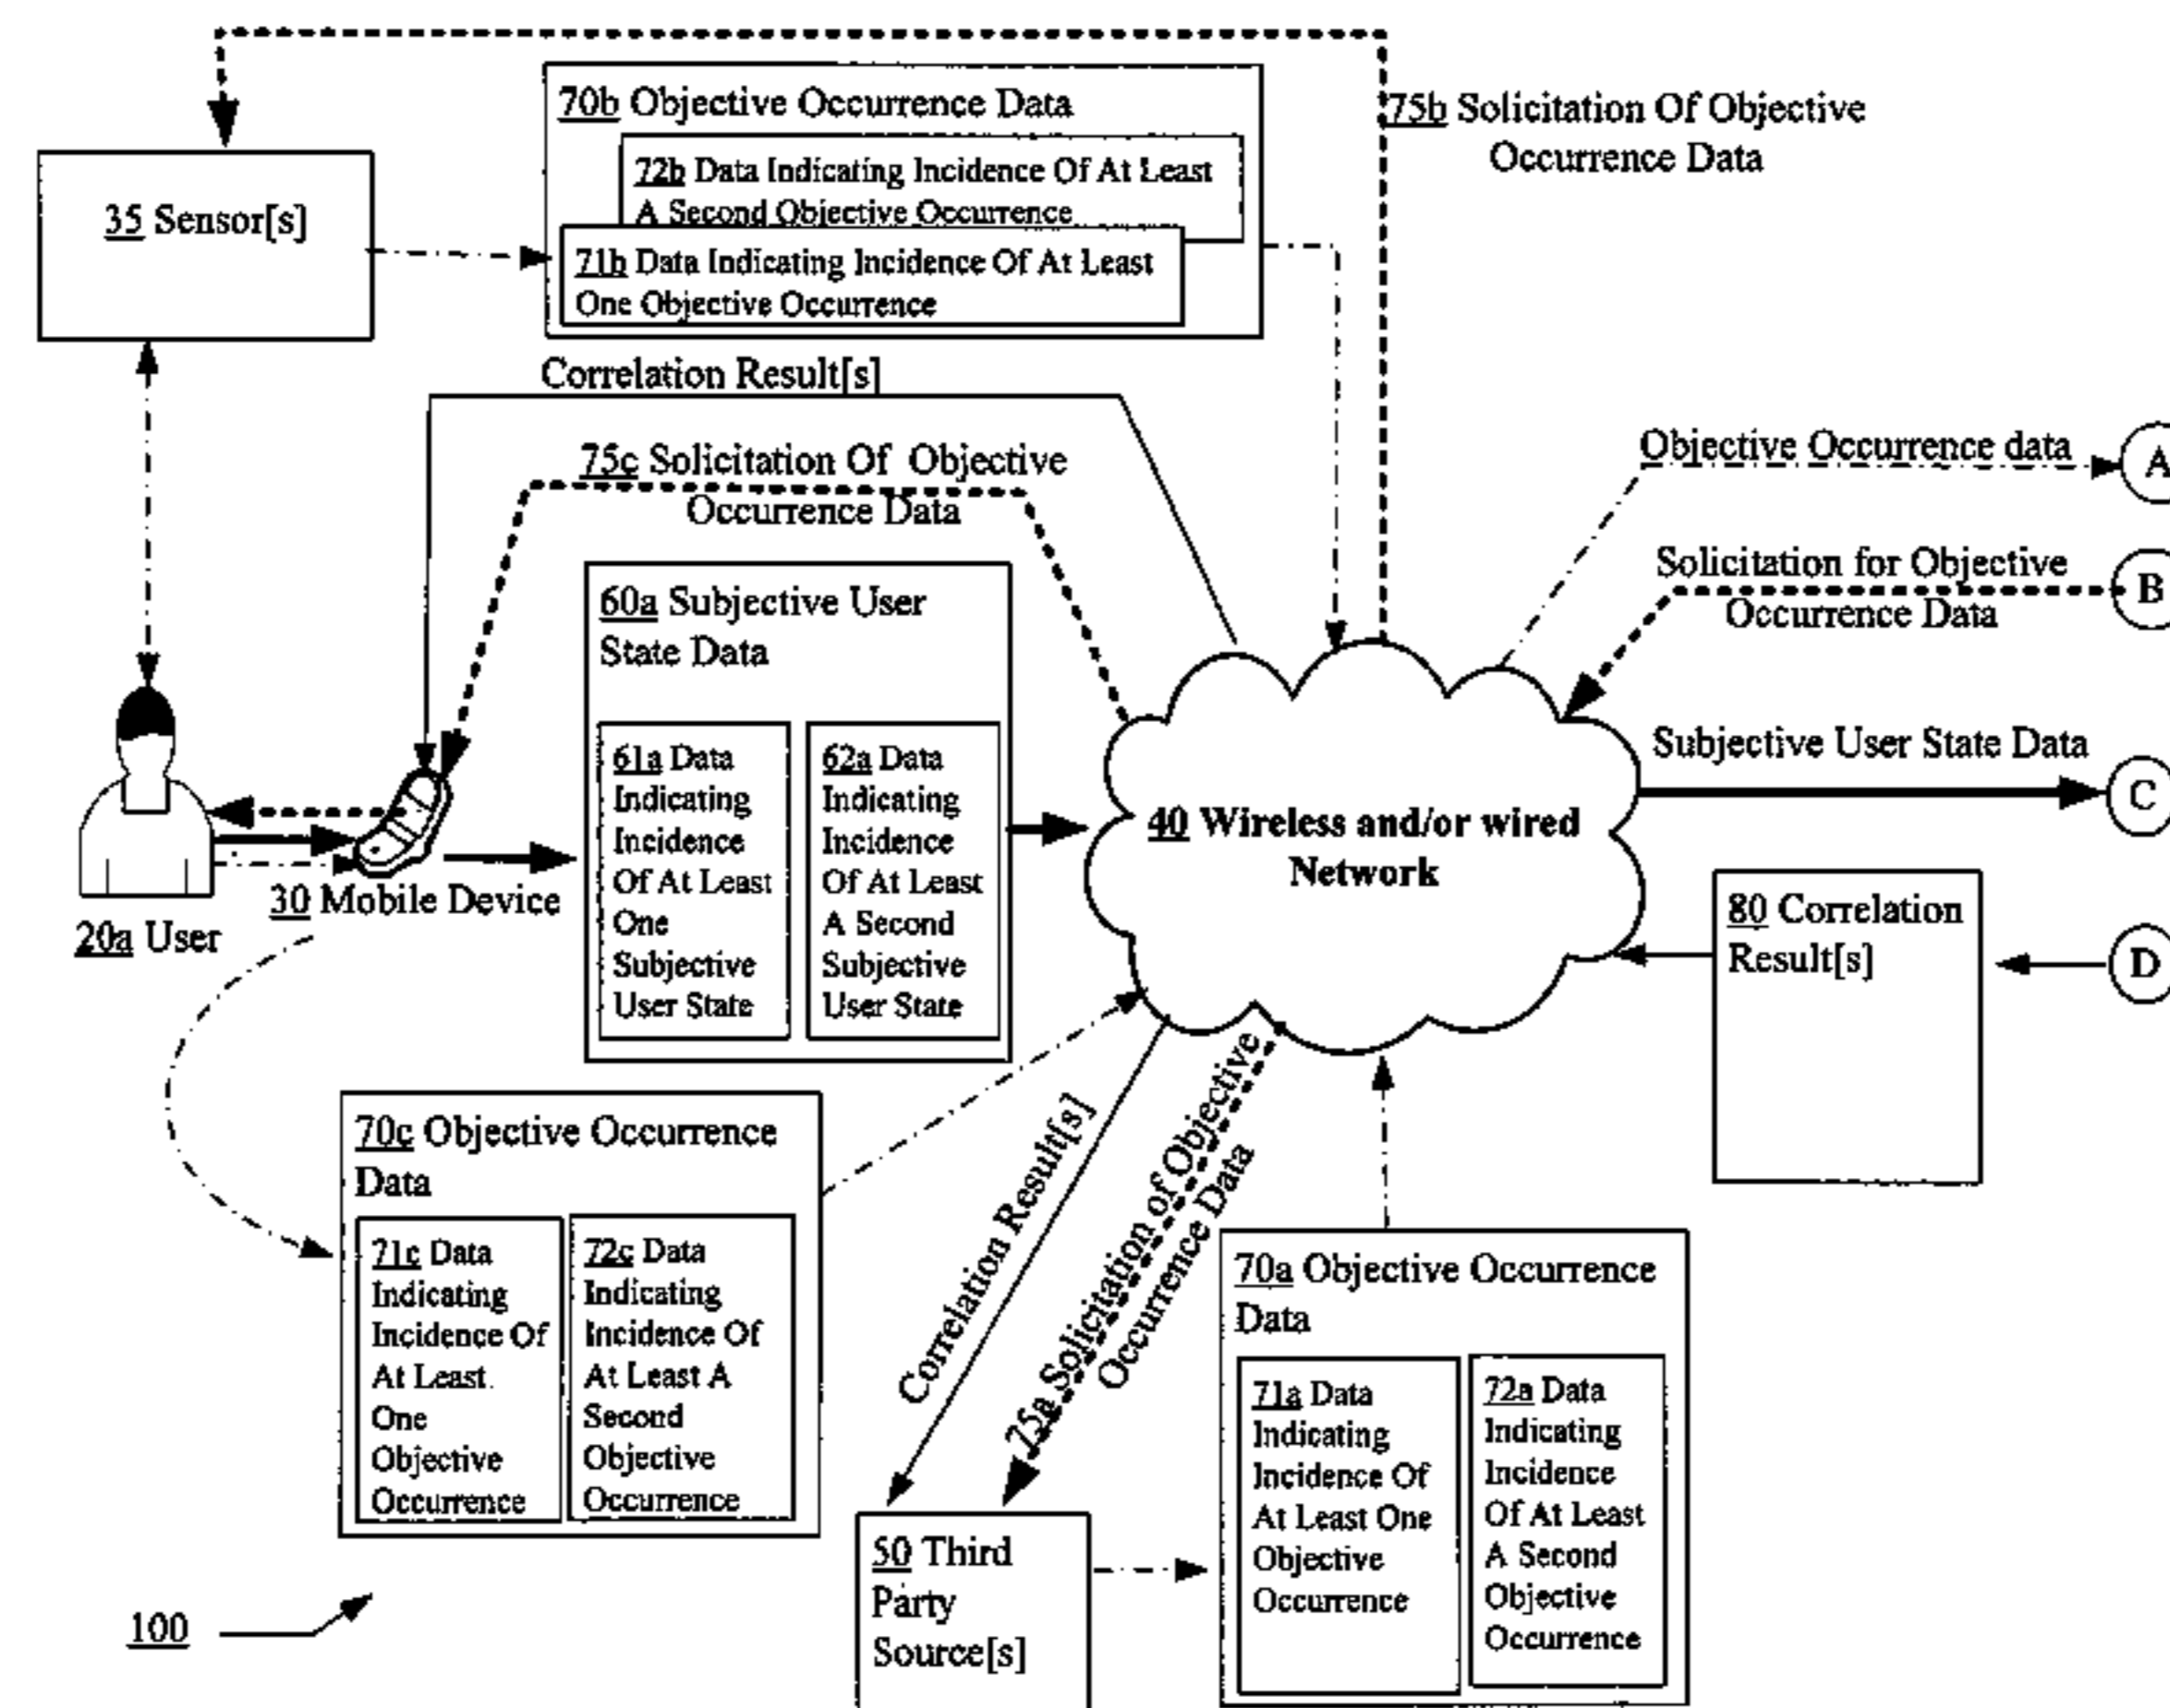 70b Objective Occurrence Data
75b Solicitation Of Objective
Occurrence Data
72b Data Indicating Incidence Of At Least
A Second Objective Occurrence
35 Sensor[s]
71b Data Indicating Incidence Of At Least
One Objective Occurrence
Correlation Result[s]
75c Solicitation Of Objective
Occurrence Data
Objective Occurrence data
A
Solicitation for Objective
Occurrence Data
B
60a Subjective User
State Data
61a Data
Indicating
Incidence
Of At Least
One
Subjective
User State
62a Data
Indicating
Incidence
Of At Least
A Second
Subjective
User State
Subjective User State Data
C
40 Wireless and/or wired
Network
30 Mobile Device
20a User
80 Correlation
Result[s]
D
70c Objective Occurrence
Data
71c Data
Indicating
Incidence Of
At Least
One
Objective
Occurrence
72c Data
Indicating
Incidence Of
At Least A
Second
Objective
Occurrence
Correlation Result[s]
75a Solicitation of Objective
Occurrence Data
70a Objective Occurrence
Data
71a Data
Indicating
Incidence Of
At Least One
Objective
Occurrence
72a Data
Indicating
Incidence
Of At Least
A Second
Objective
Occurrence
50 Third
Party
Source[s]
100